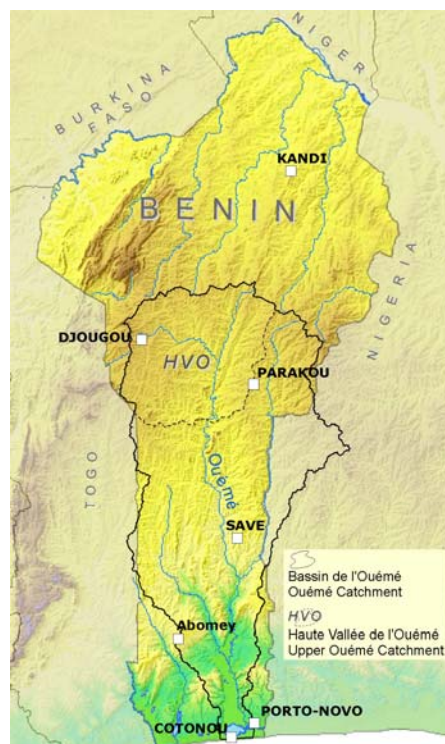 NIGER
BURKINA
FASO
KANDI
BENIN
NIGERIA
DJOUGOU
HVO
PARAKOU
TOGO
Ouémé
SAVE
Bassin de l'Ouémé
Ouémé Catchment
HVO
Haute Vallée de l'Ouémé
Upper Ouémé Catchment
Abomey
PORTO-NOVO
COTONOU